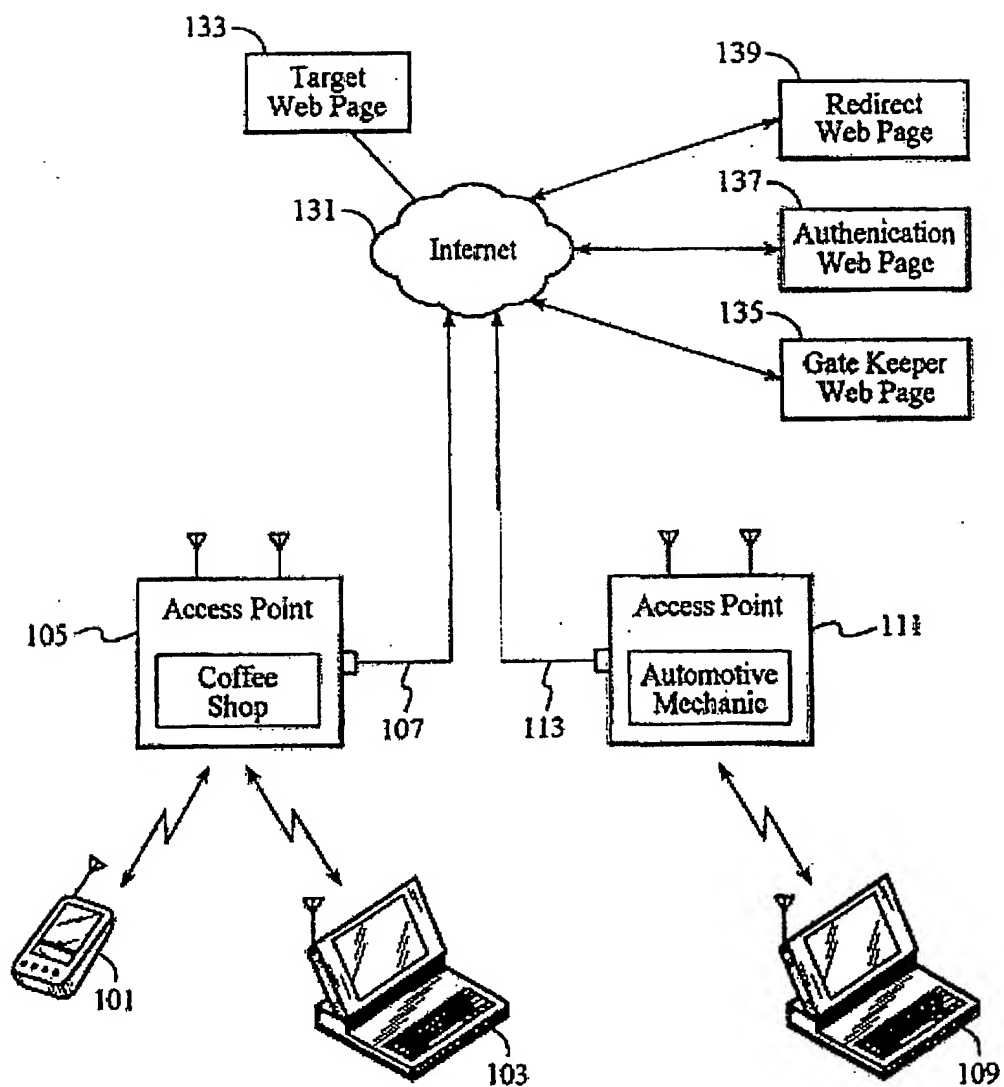 133
Target
Web Page
139
Redirect
Web Page
131
Internet
137
Authenication
Web Page
135
Gate Keeper
Web Page
Access Point
105
Coffee
Shop
107
Access Point
111
Automotive
Mechanic
113
101
103
109